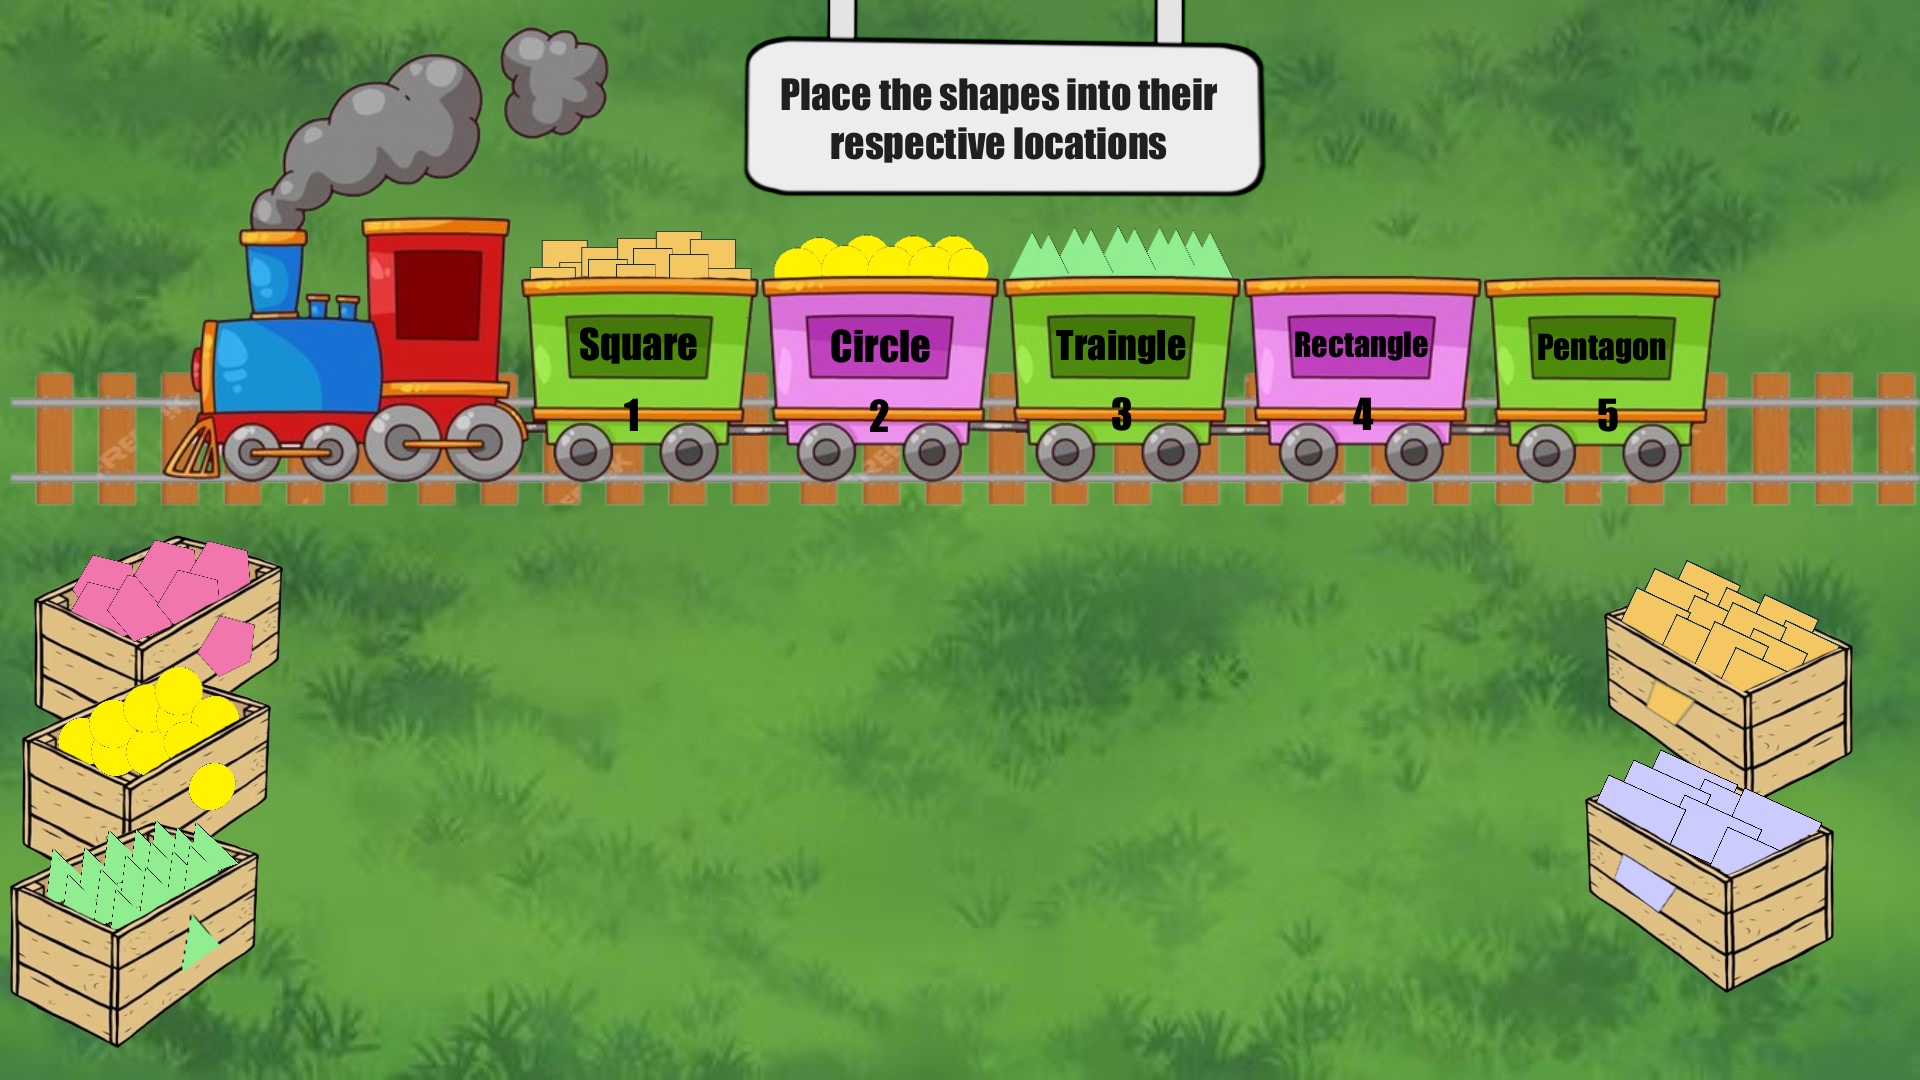 Place the shapes into their
respective locations
Square
Circle
Traingle
Rectangle
Pentagon
1
2
3
4
5